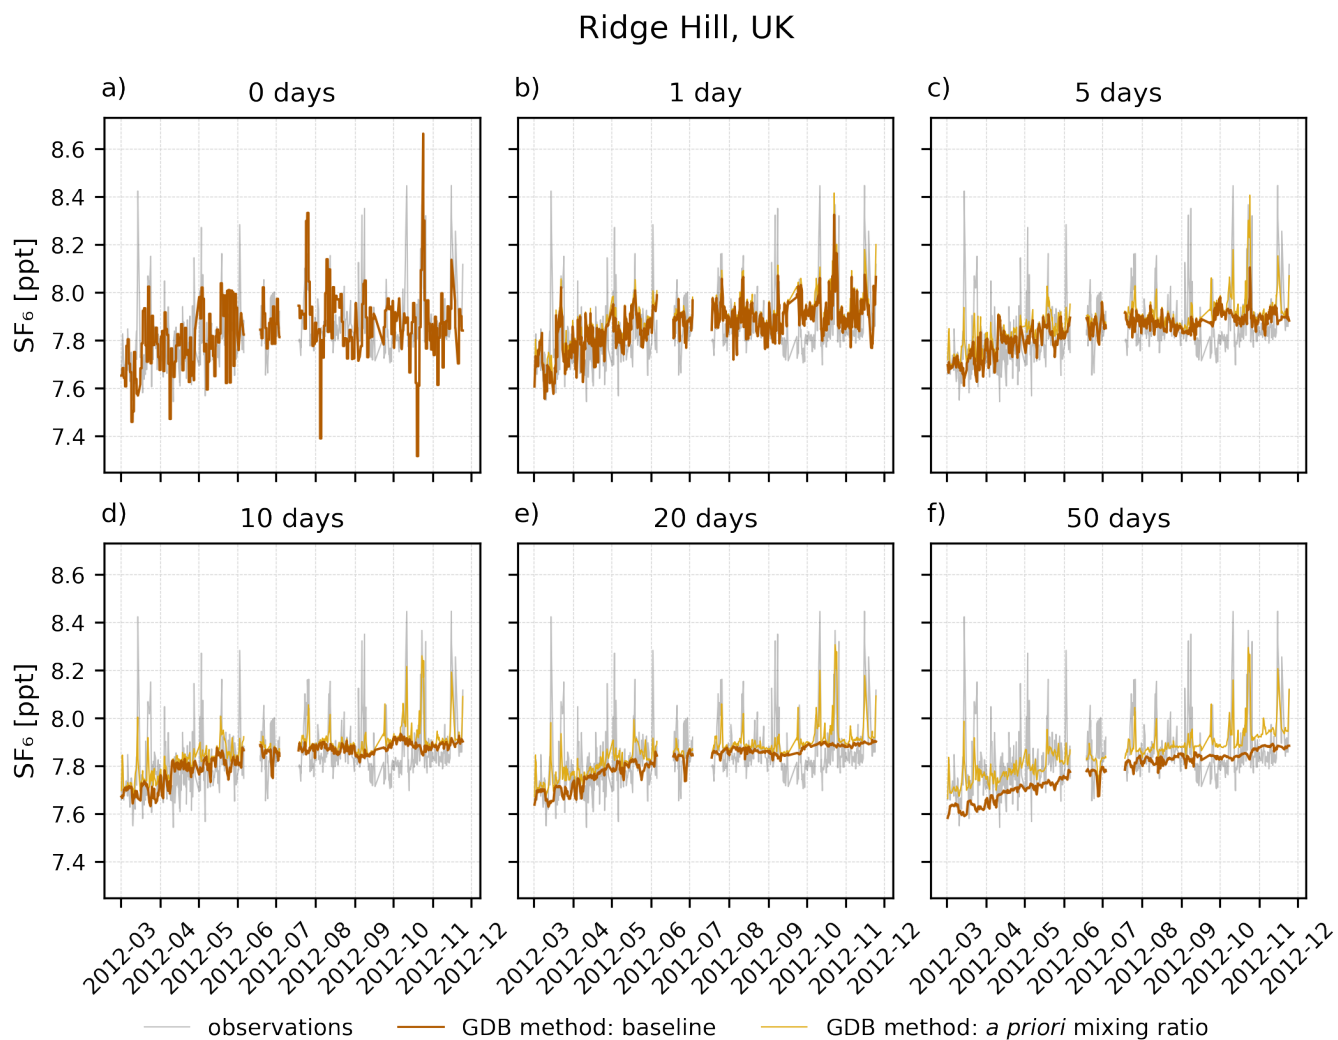 Ridge Hill, UK
a) 0 days b) 1 day c) 5 days
8.6
8.4
8.2
8.0
7.8
7.6
7.4
SF₆ [ppt]
d) 10 days e) 20 days f) 50 days
8.6
8.4
8.2
8.0
7.8
7.6
7.4
SF₆ [ppt]
2012-03 2012-04 2012-05 2012-06 2012-07 2012-08 2012-09 2012-10 2012-11 2012-12 2012-03 2012-04 2012-05 2012-06 2012-07 2012-08 2012-09 2012-10 2012-11 2012-12 2012-03 2012-04 2012-05 2012-06 2012-07 2012-08 2012-09 2012-10 2012-11 2012-12
observations GDB method: baseline GDB method: a priori mixing ratio